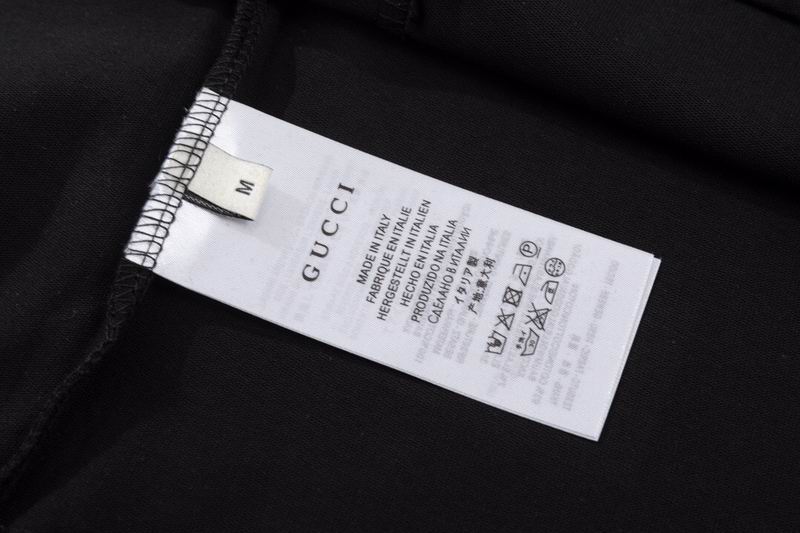 M
GUCCI
MADE IN ITALY
FABRIQUE EN ITALIE
HERGESTELLT IN ITALIEN
HECHO EN ITALIA
PRODUZIDO NA ITALIA
СДЕЛАНО В ИТАЛИИ
イタリア製
产地:意大利